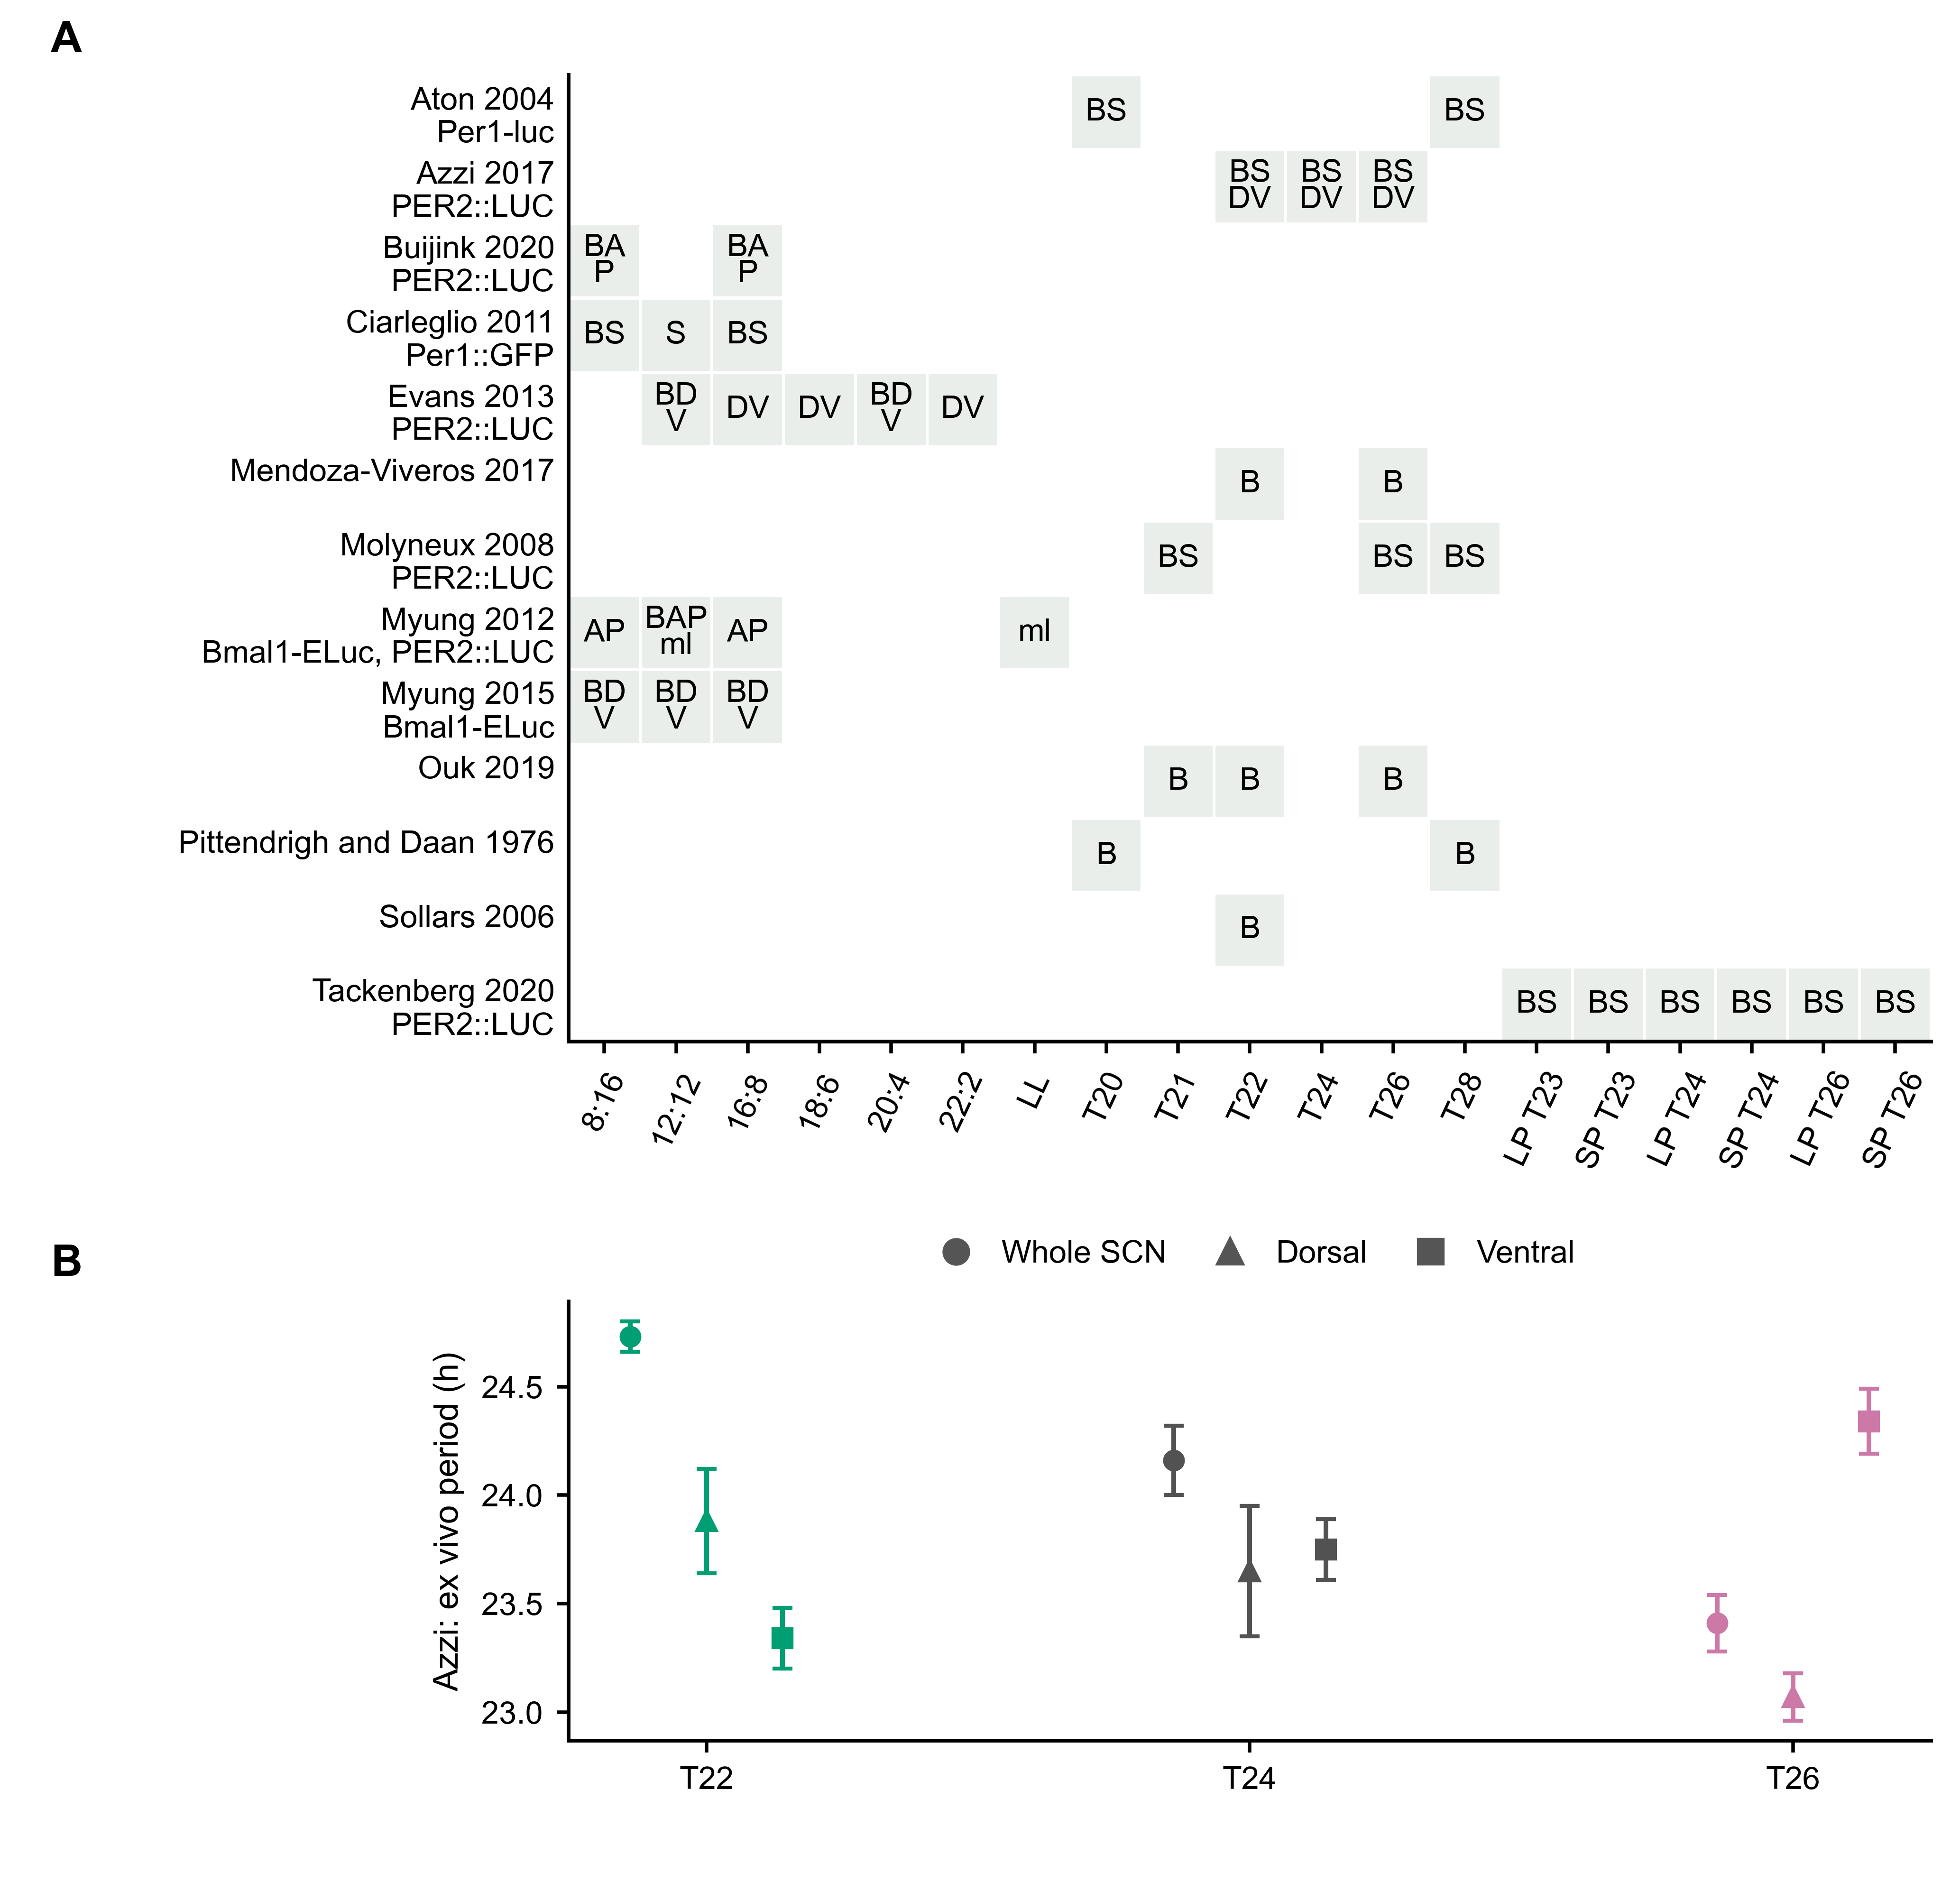 A
Aton 2004
Per1-luc
BS BS
Azzi 2017
PER2::LUC
BS BS BS
DV DV DV
Buijink 2020
PER2::LUC
BA BA
P P
Ciarleglio 2011
Per1::GFP
BS S BS
Evans 2013
PER2::LUC
BD DV DV BD DV
V V
Mendoza-Viveros 2017
B B
Molyneux 2008
PER2::LUC
BS BS BS
Myung 2012
Bmal1-ELuc, PER2::LUC
AP BAP AP ml
ml
Myung 2015
Bmal1-ELuc
BD BD BD
V V V
Ouk 2019
B B B
Pittendrigh and Daan 1976
B B
Sollars 2006
B
Tackenberg 2020
PER2::LUC
BS BS BS BS BS BS
8:16 12:12 16:8 18:6 20:4 22:2 LL T20 T21 T22 T24 T26 T28 LP T23 SP T23 LP T24 SP T24 LP T26 SP T26
B
Whole SCN Dorsal Ventral
Azzi: ex vivo period (h)
24.5
24.0
23.5
23.0
T22 T24 T26